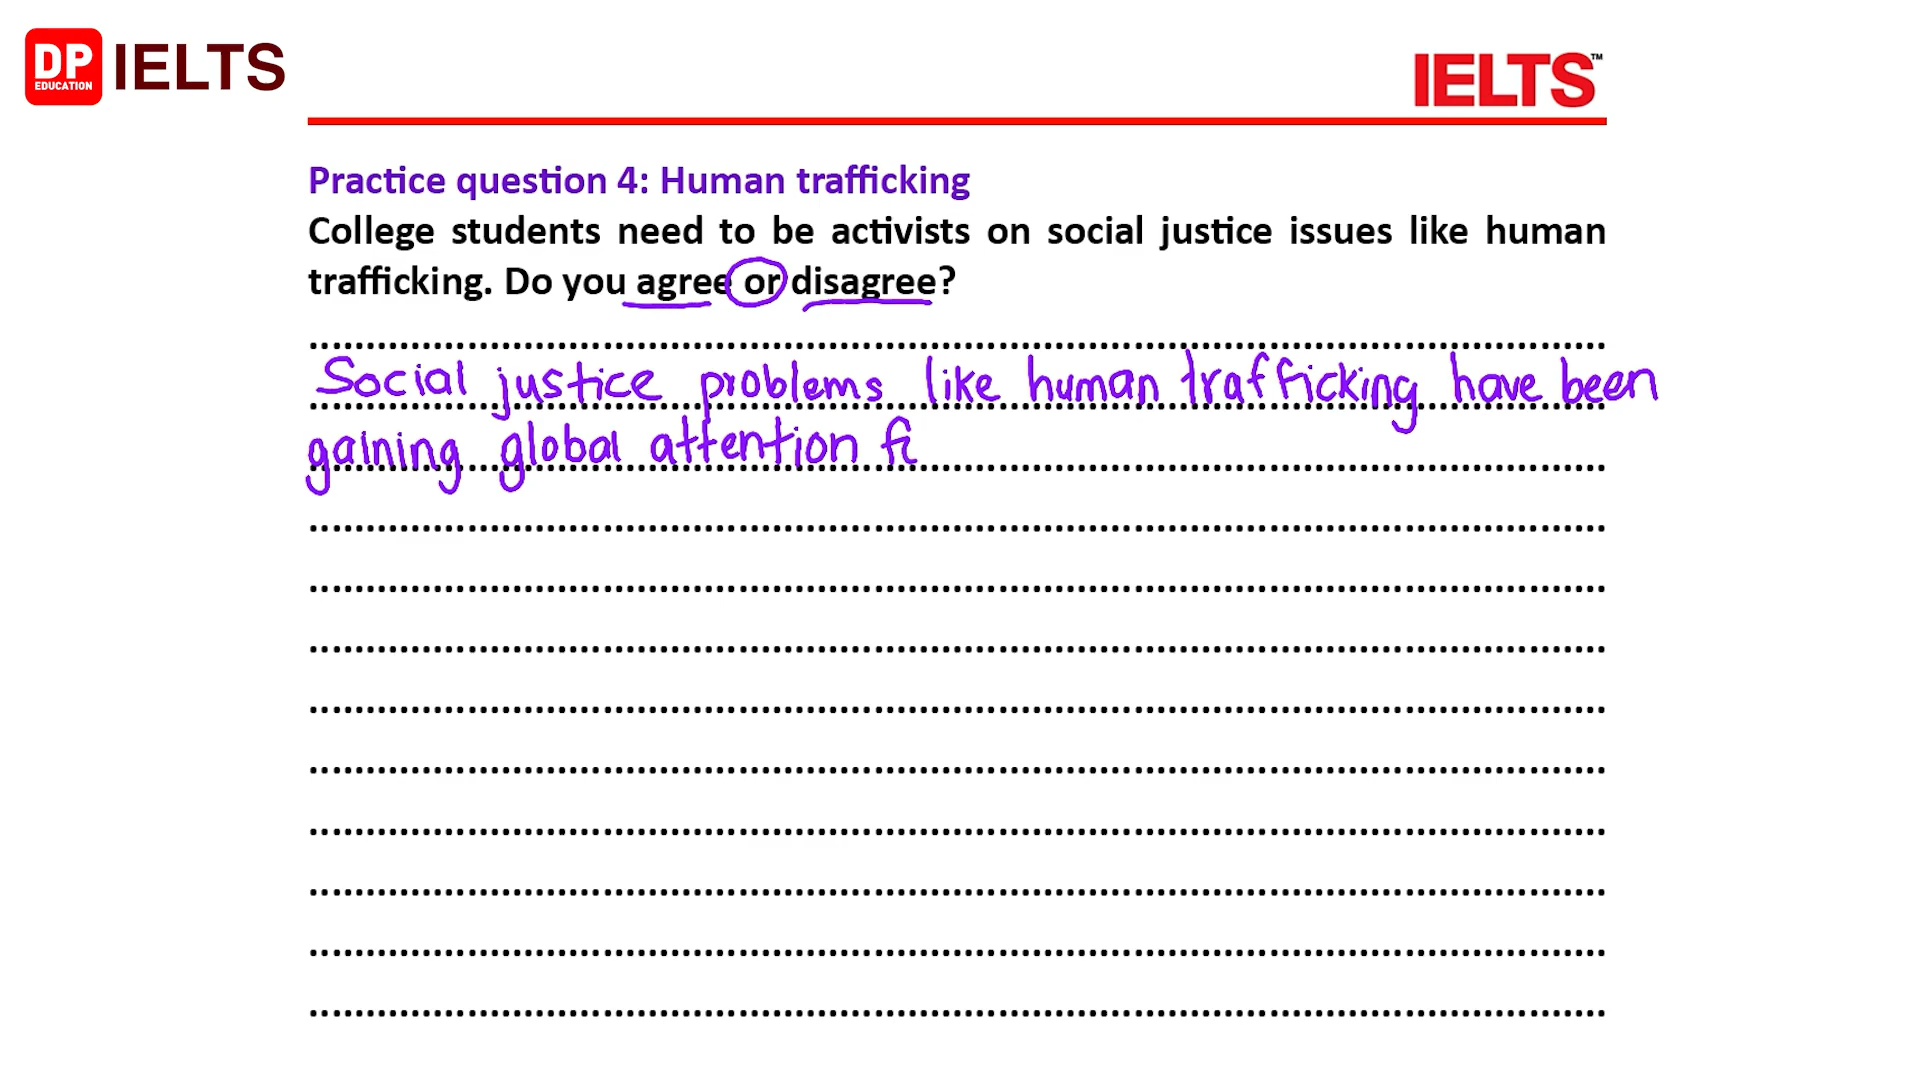 DP EDUCATION IELTS
IELTS™
Practice question 4: Human trafficking
College students need to be activists on social justice issues like human
trafficking. Do you agree or disagree?
Social justice problems like human trafficking have been
gaining global attention